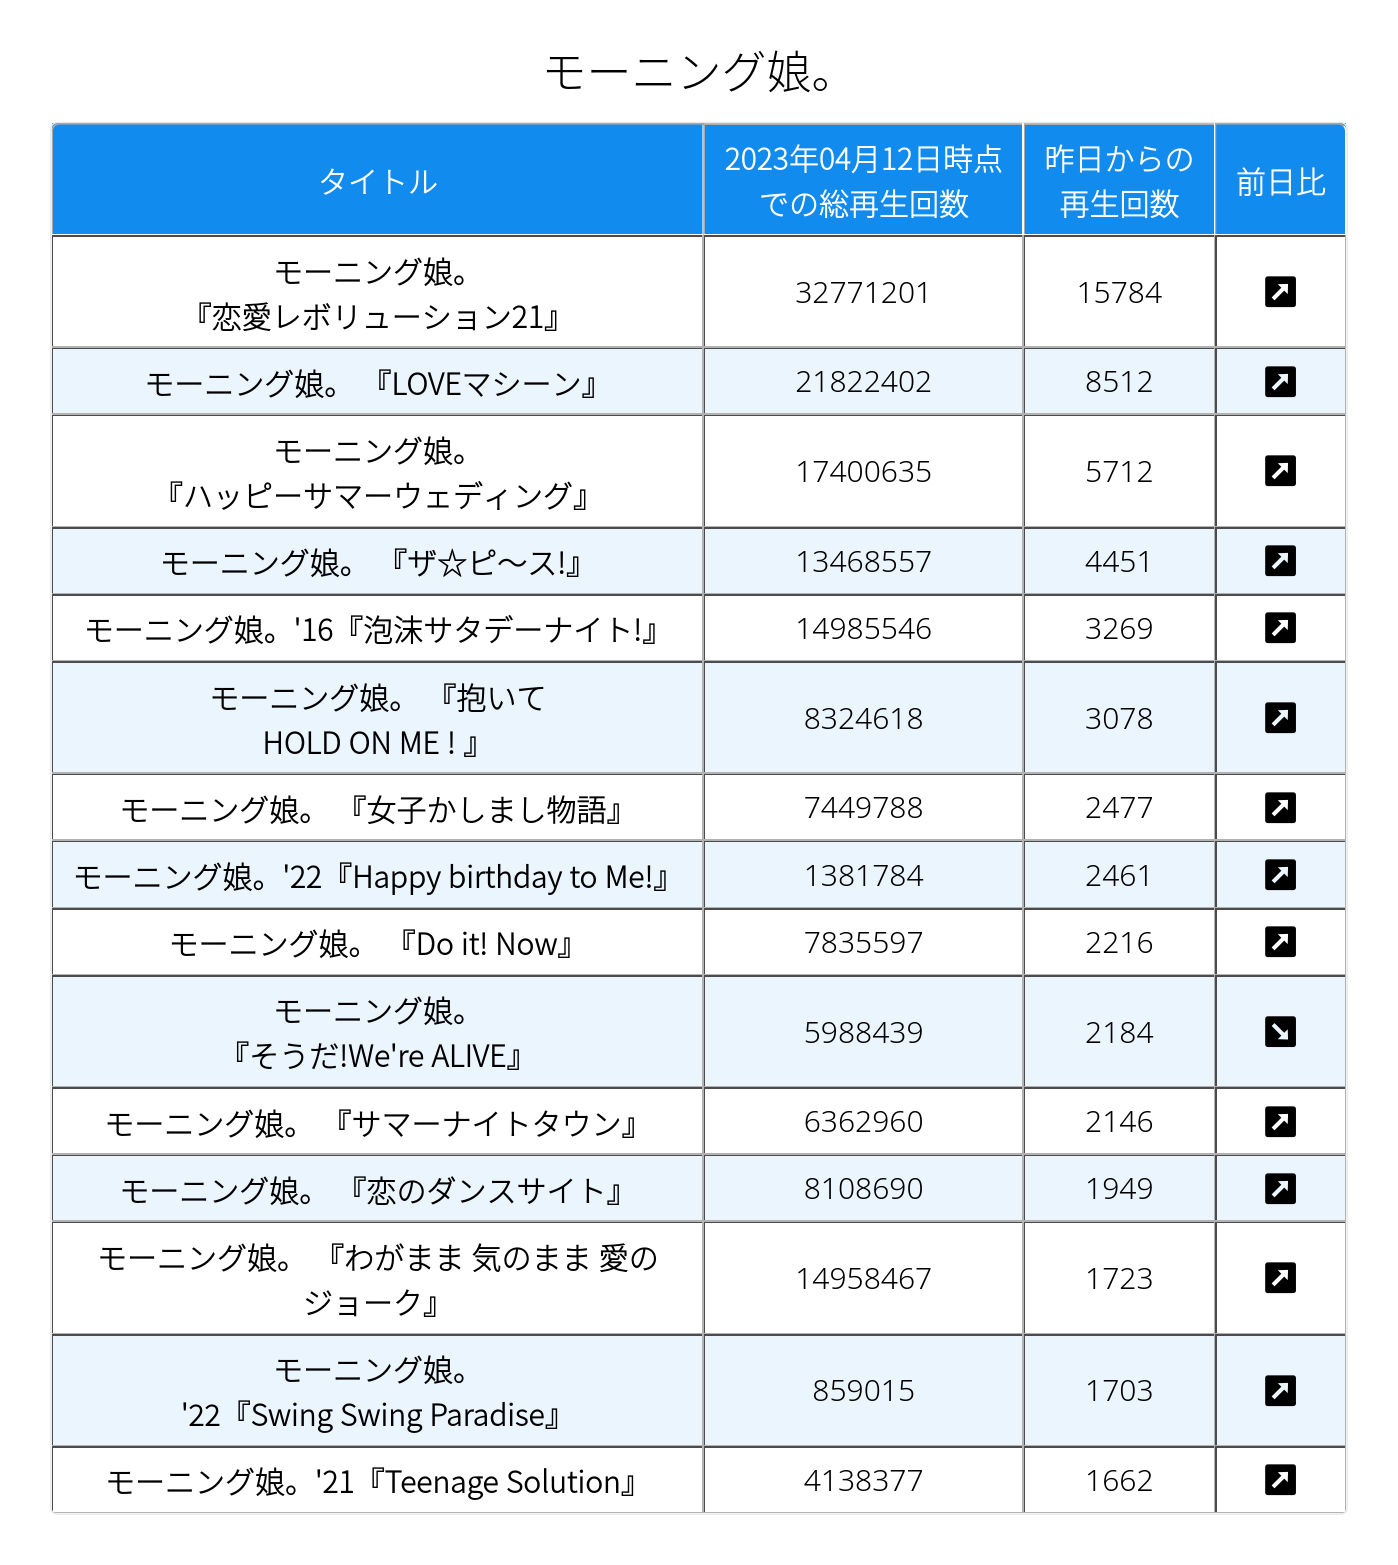 モーニング娘。
タイトル
2023年04月12日時点
での総再生回数
昨日からの
再生回数
前日比
モーニング娘。
『恋愛レボリューション21』
32771201
15784
モーニング娘。 『LOVEマシーン』
21822402
8512
モーニング娘。
『ハッピーサマーウェディング』
17400635
5712
モーニング娘。 『ザ☆ピ〜ス!』
13468557
4451
モーニング娘。'16『泡沫サタデーナイト!』
14985546
3269
モーニング娘。 『抱いて
HOLD ON ME ! 』
8324618
3078
モーニング娘。 『女子かしまし物語』
7449788
2477
モーニング娘。'22『Happy birthday to Me!』
1381784
2461
モーニング娘。 『Do it! Now』
7835597
2216
モーニング娘。
『そうだ!We're ALIVE』
5988439
2184
モーニング娘。 『サマーナイトタウン』
6362960
2146
モーニング娘。 『恋のダンスサイト』
8108690
1949
モーニング娘。 『わがまま 気のまま 愛の
ジョーク』
14958467
1723
モーニング娘。
'22『Swing Swing Paradise』
859015
1703
モーニング娘。'21『Teenage Solution』
4138377
1662